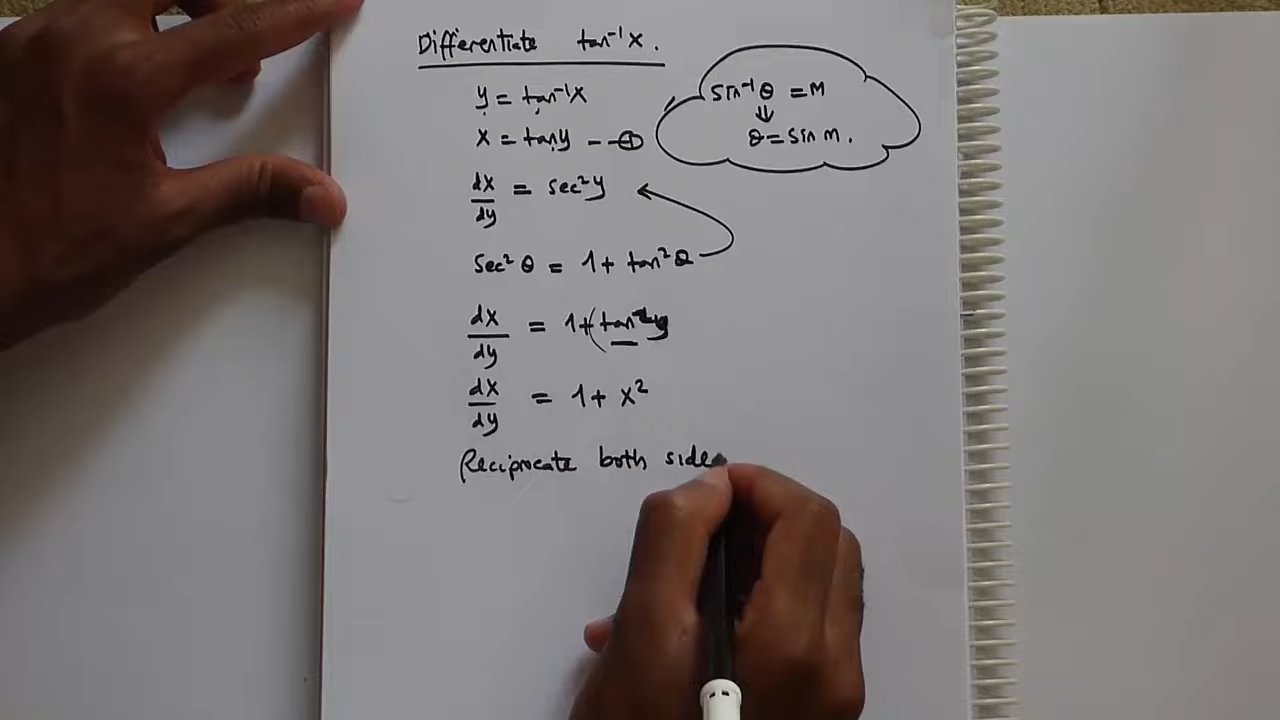 Differentiate tan⁻¹x.
y = tan⁻¹x
x = tany --①
sin⁻¹θ = M
⇓
θ = sin M.
dx/dy = sec²y
sec²θ = 1 + tan²θ
dx/dy = 1+(tan²y
dx/dy = 1 + x²
Reciprocate both side